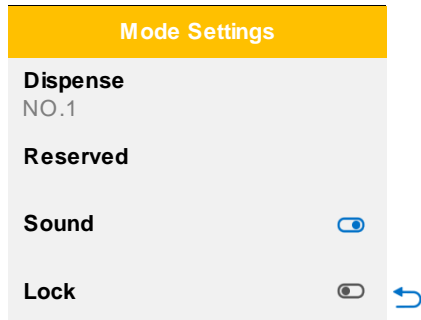 Mode Settings
Dispense
NO.1
Reserved
Sound
Lock